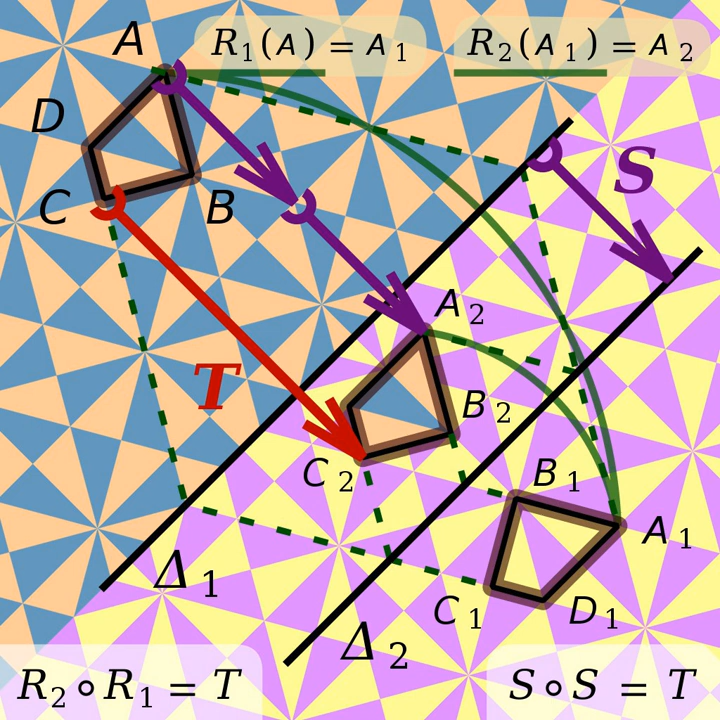 R₁(A) = A₁
R₂(A₁) = A₂
A
D
C
B
S
A₂
T
B₂
C₂
B₁
A₁
Δ₁
C₁
D₁
Δ₂
R₂∘R₁ = T
S∘S = T